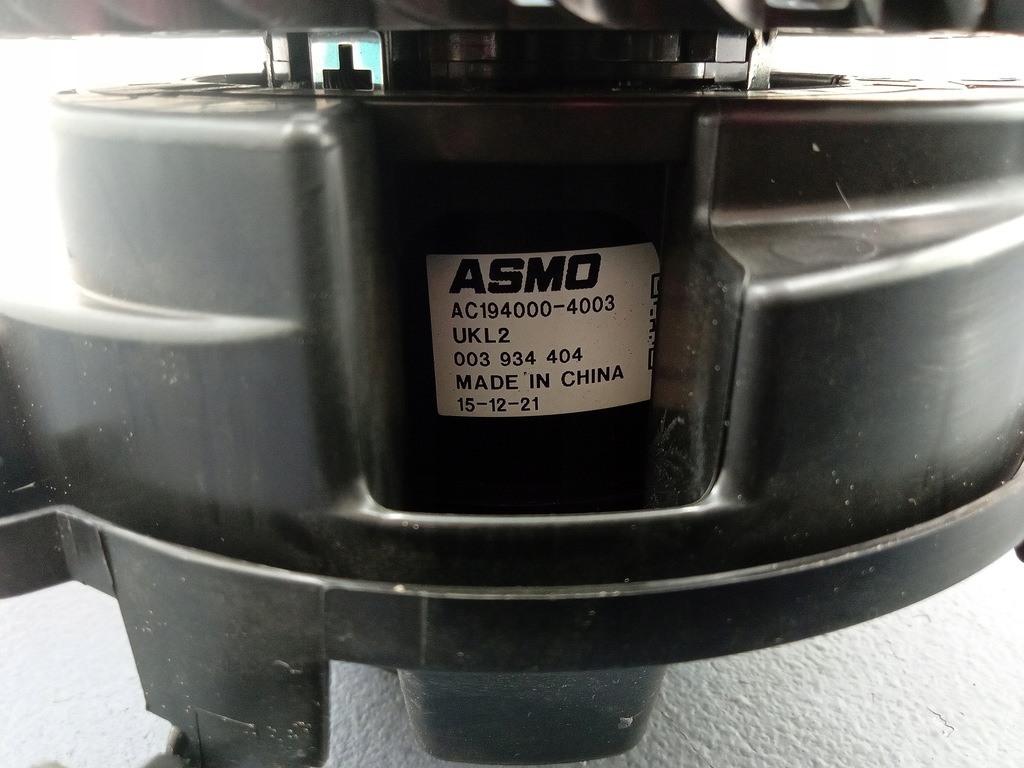 ASMO
AC194000-4003
UKL2
003 934 404
MADE IN CHINA
15-12-21